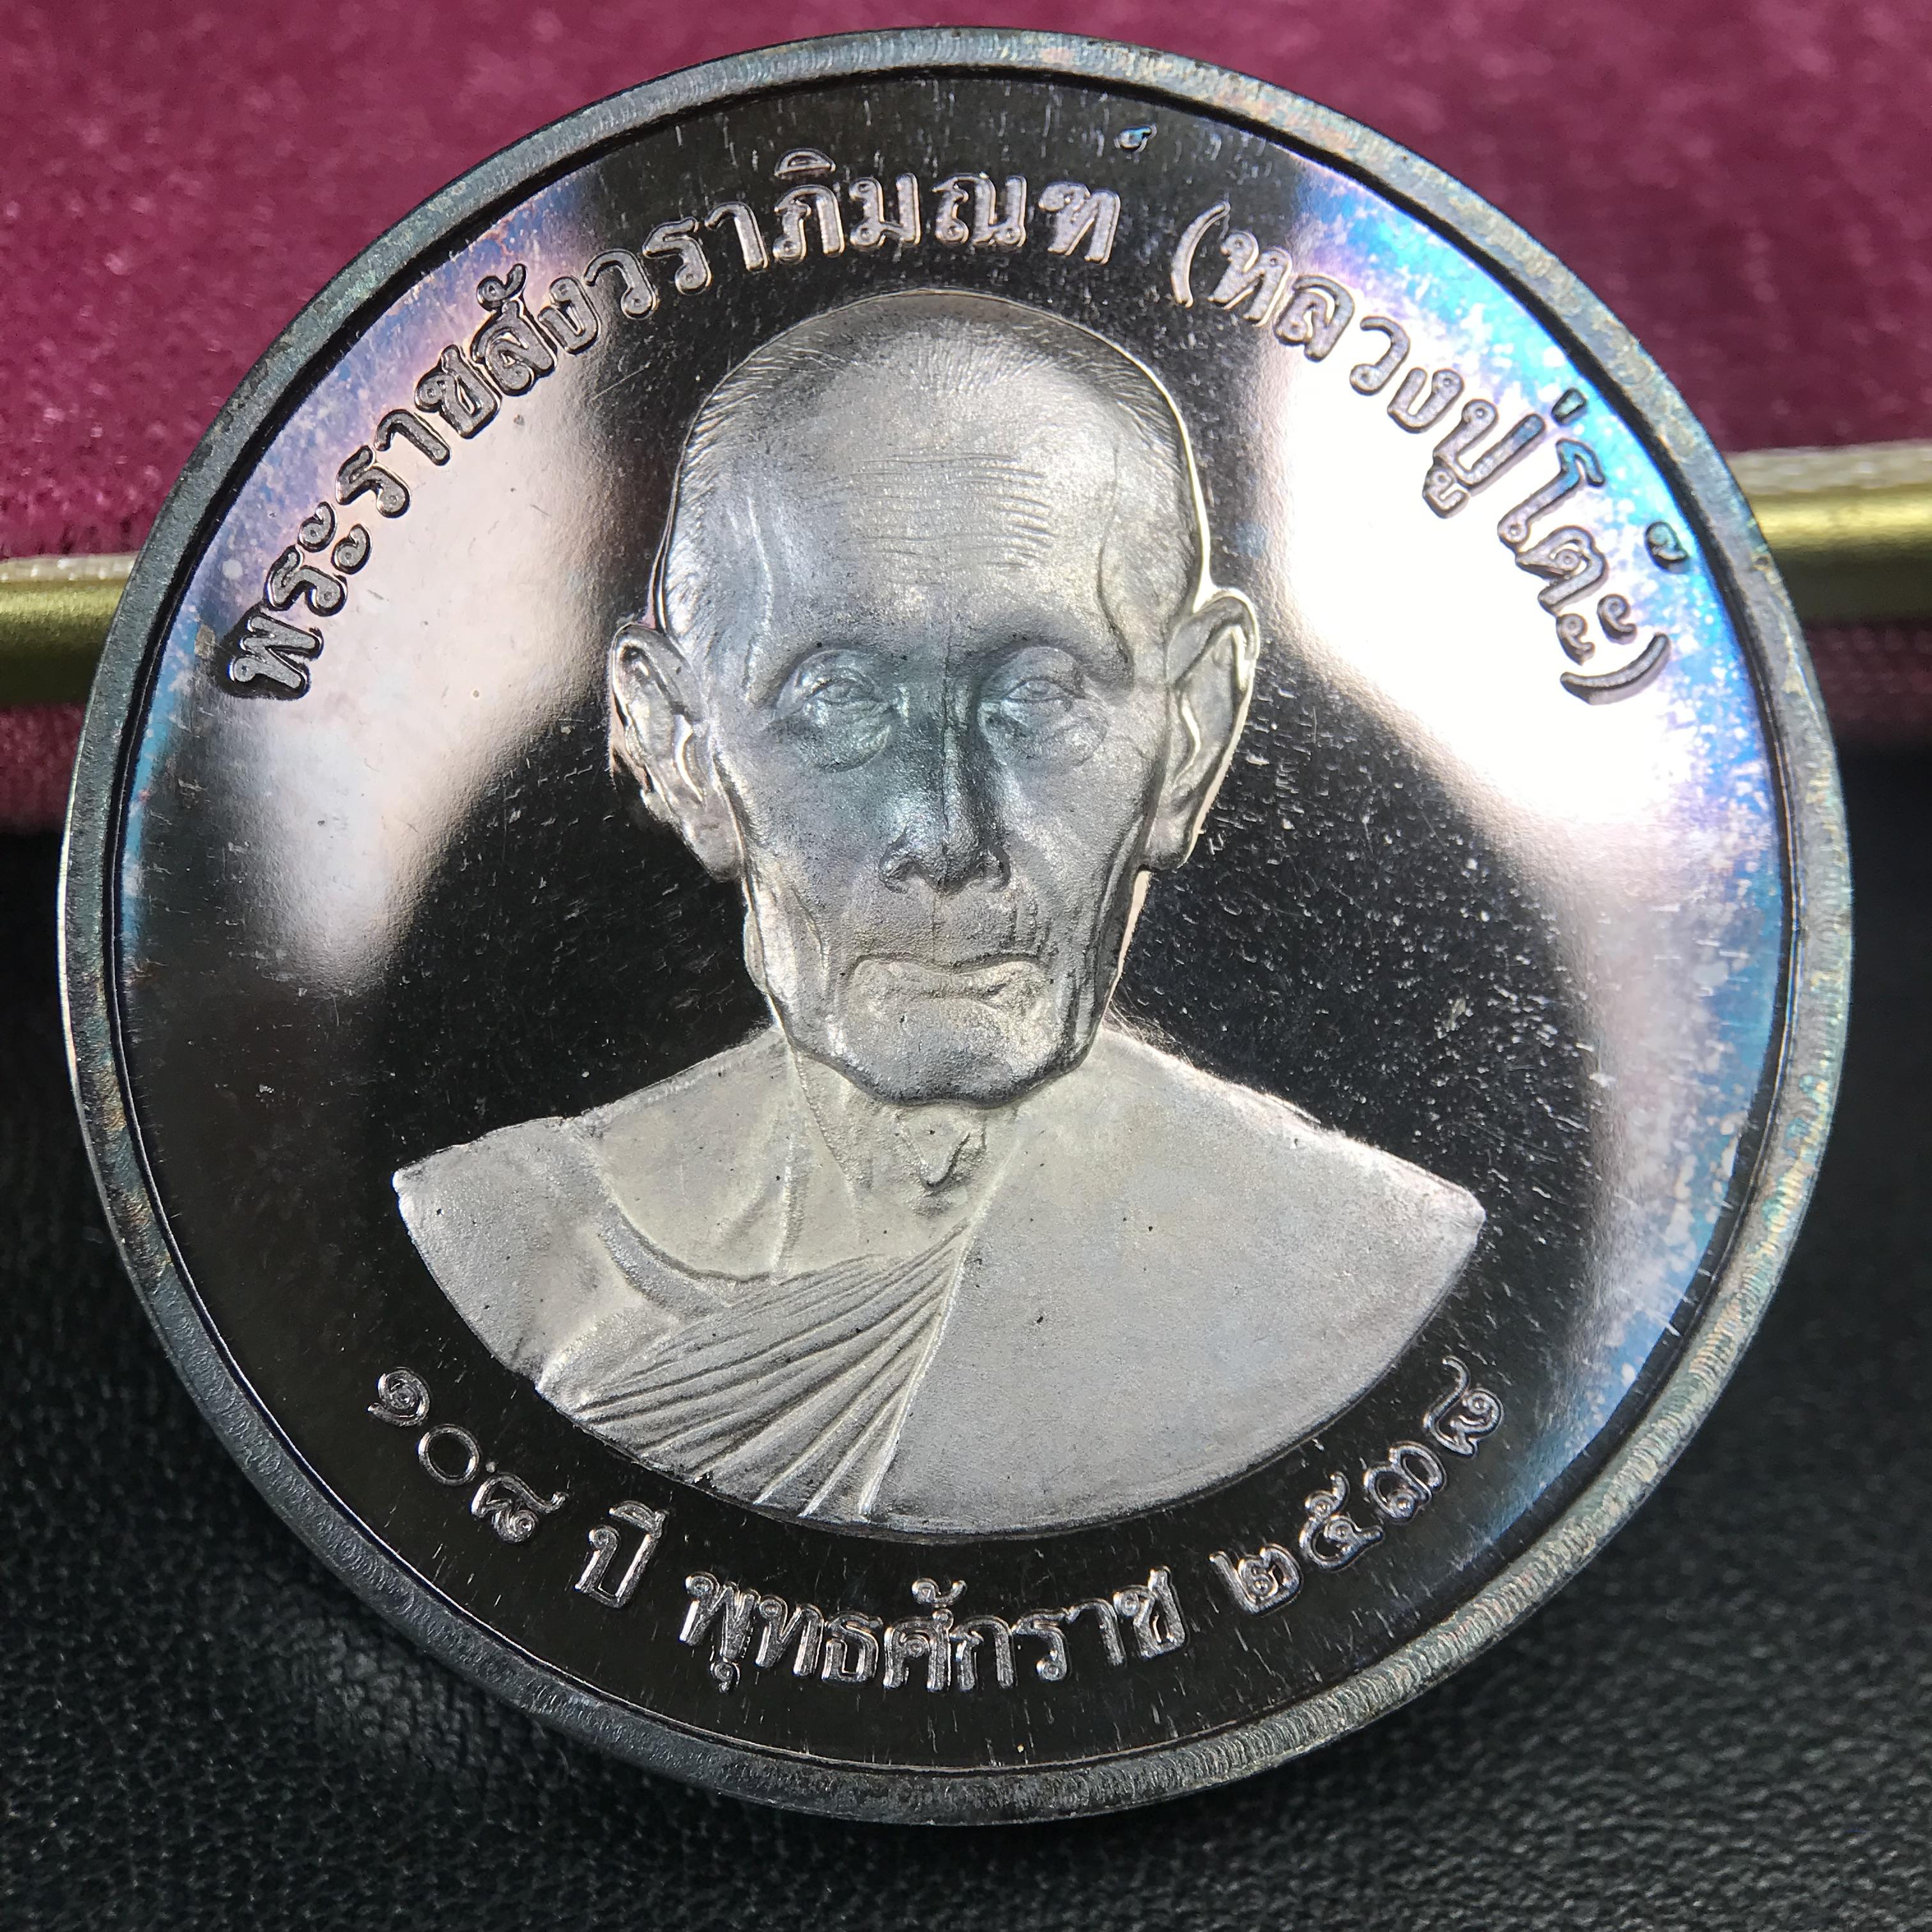 พระราชสังวราภิมณฑ์ (หลวงปู่โต๊ะ)
๑๐๘ ปี พุทธศักราช ๒๕๓๘